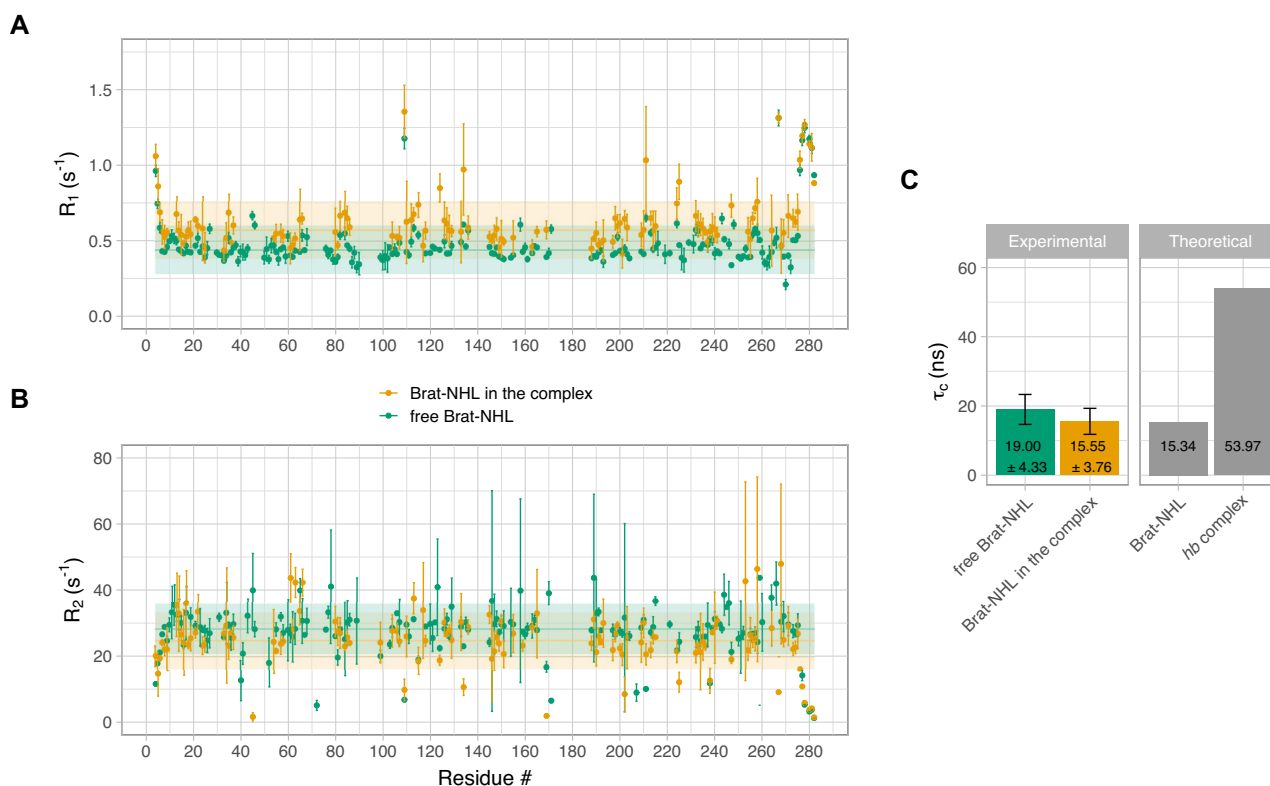 A
R1 (s-1)
1.5
1.0
0.5
0.0
0 20 40 60 80 100 120 140 160 180 200 220 240 260 280
Brat-NHL in the complex
free Brat-NHL
B
R2 (s-1)
80
60
40
20
0
0 20 40 60 80 100 120 140 160 180 200 220 240 260 280
Residue #
C
Experimental Theoretical
τc (ns)
60
40
20
0
19.00
± 4.33
15.55
± 3.76
15.34
53.97
free Brat-NHL
Brat-NHL in the complex
Brat-NHL
hb complex